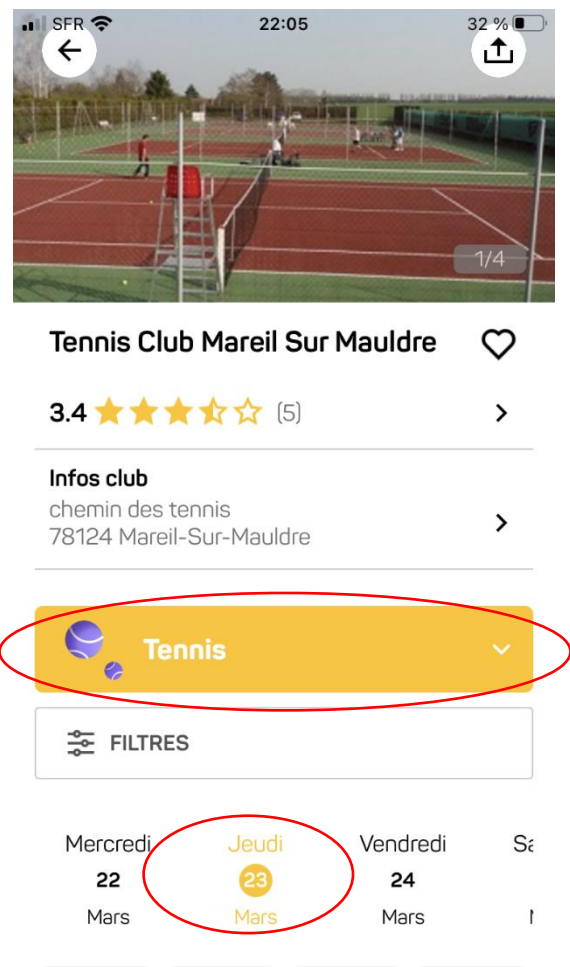 SFR 22:05 32 %
1/4
Tennis Club Mareil Sur Mauldre
3.4 (5)
Infos club
chemin des tennis
78124 Mareil-Sur-Mauldre
Tennis
FILTRES
Mercredi Jeudi Vendredi
22 23 24
Mars Mars Mars